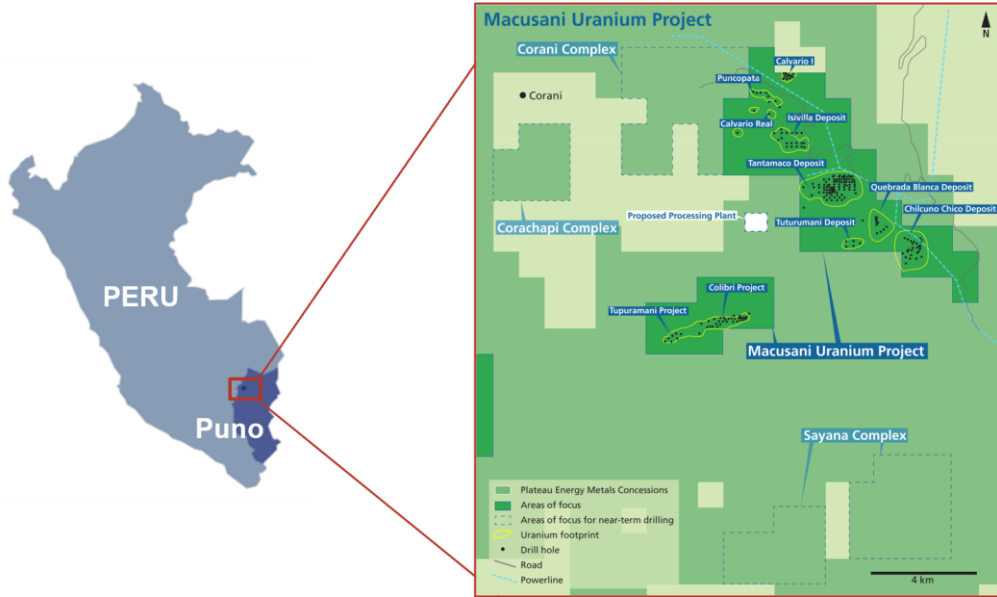 PERU
Puno
Macusani Uranium Project
N
Corani Complex
Calvario I
Puncopata
Corani
Calvario Real
Isivilla Deposit
Tantamaco Deposit
Quebrada Blanca Deposit
Chilcuno Chico Deposit
Proposed Processing Plant
Corachapi Complex
Tuturumani Deposit
Colibri Project
Tupuramani Project
Macusani Uranium Project
Sayana Complex
Plateau Energy Metals Concessions
Areas of focus
Areas of focus for near-term drilling
Uranium footprint
Drill hole
Road
Powerline
4 km